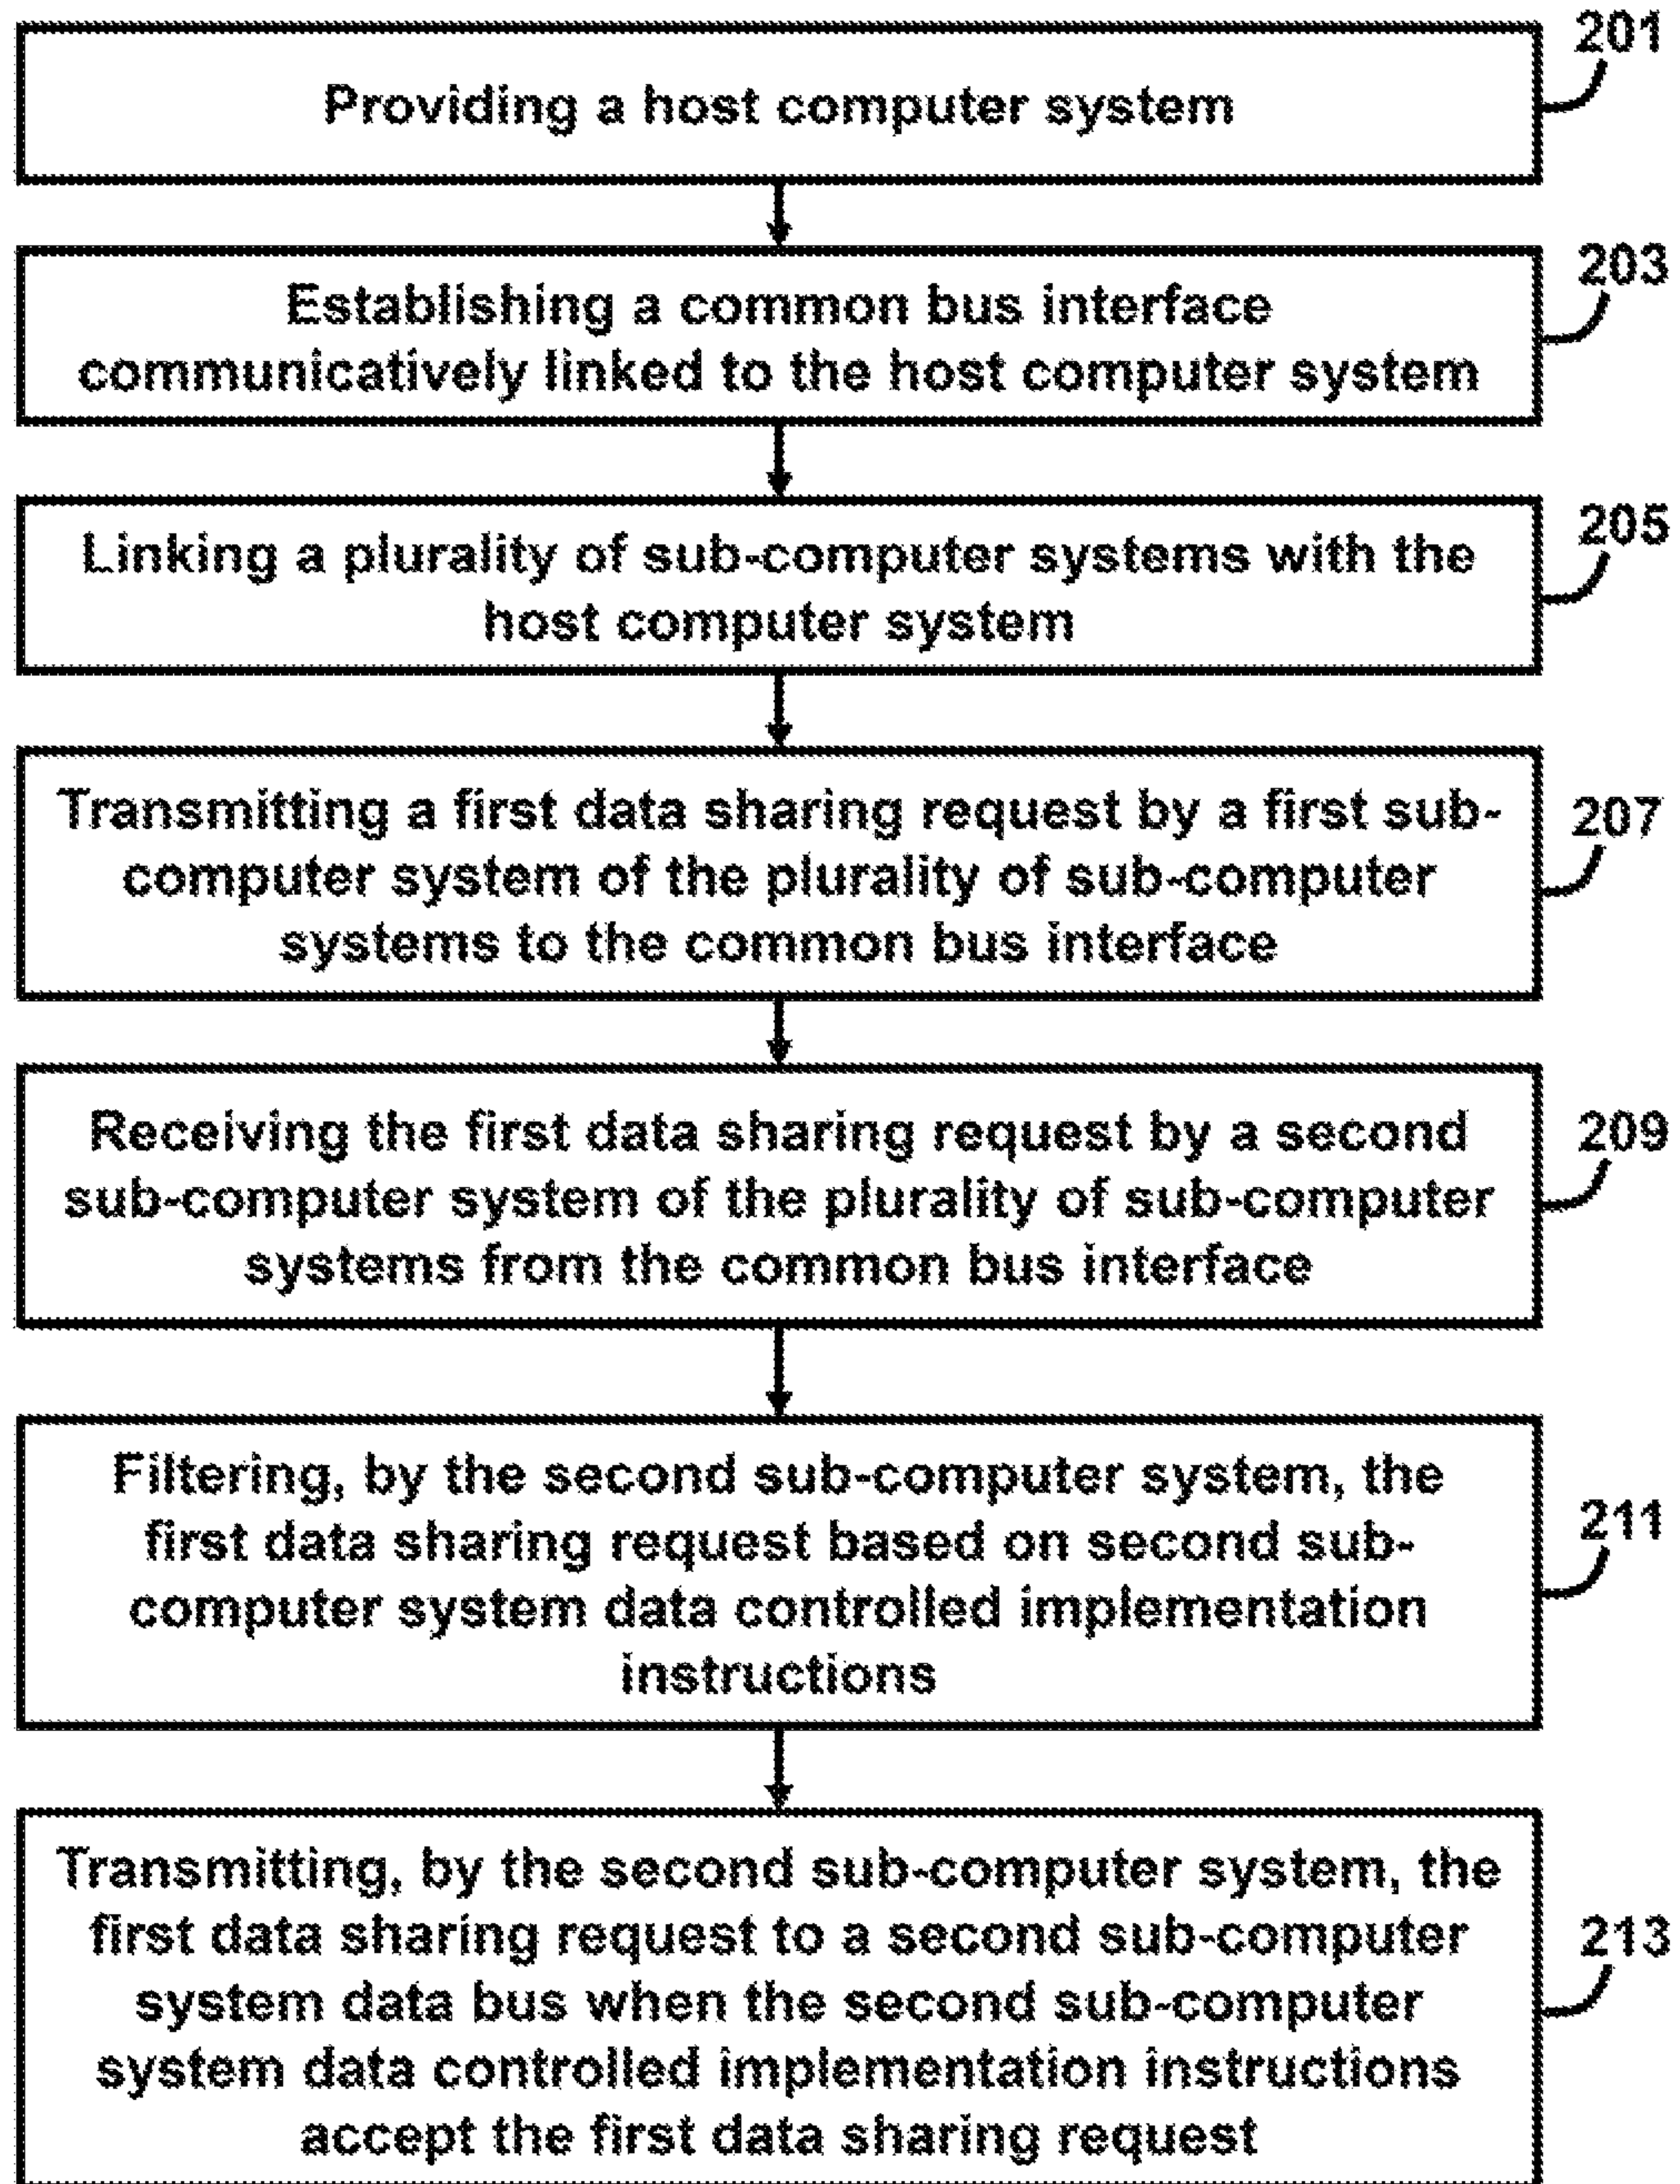 201
Providing a host computer system
203
Establishing a common bus interface
communicatively linked to the host computer system
205
Linking a plurality of sub-computer systems with the
host computer system
207
Transmitting a first data sharing request by a first sub-
computer system of the plurality of sub-computer
systems to the common bus interface
209
Receiving the first data sharing request by a second
sub-computer system of the plurality of sub-computer
systems from the common bus interface
211
Filtering, by the second sub-computer system, the
first data sharing request based on second sub-
computer system data controlled implementation
instructions
213
Transmitting, by the second sub-computer system, the
first data sharing request to a second sub-computer
system data bus when the second sub-computer
system data controlled implementation instructions
accept the first data sharing request